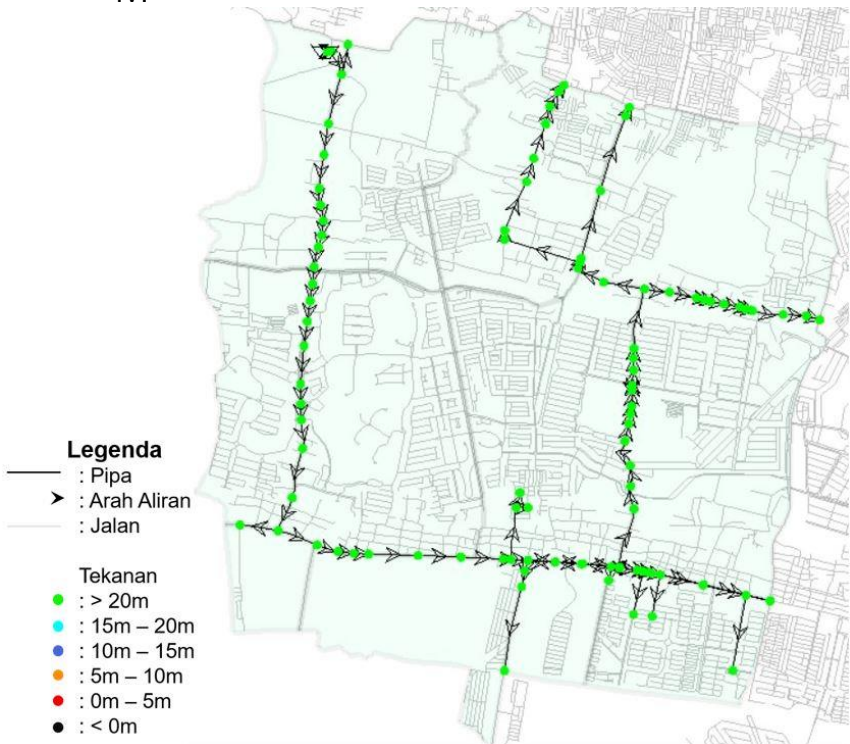 Legenda
: Pipa
: Arah Aliran
: Jalan
Tekanan
: > 20m
: 15m – 20m
: 10m – 15m
: 5m – 10m
: 0m – 5m
: < 0m